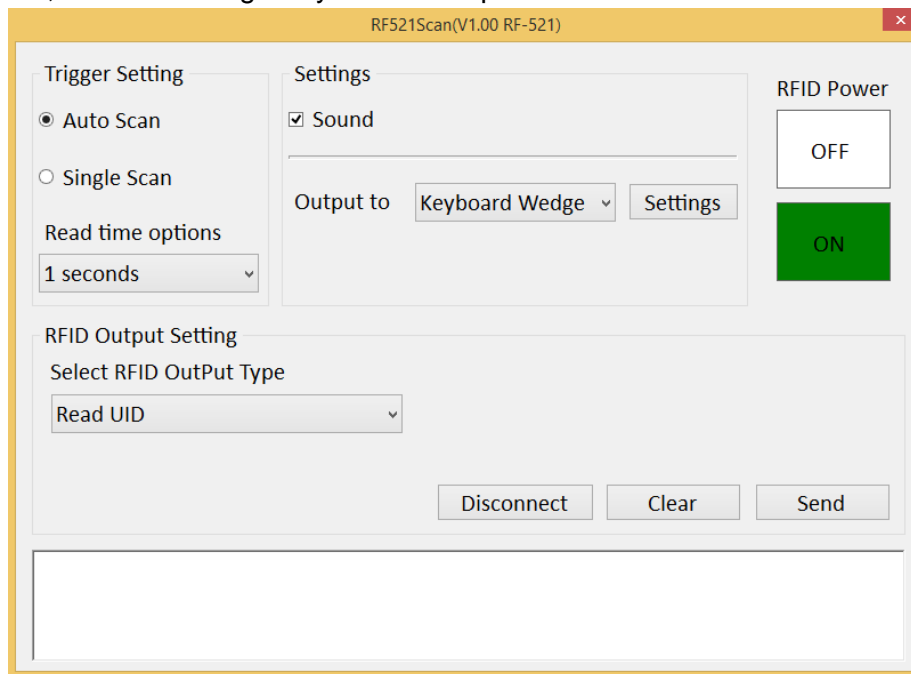 RF521Scan(V1.00 RF-521)
Trigger Setting
Auto Scan
Single Scan
Read time options
1 seconds
Settings
Sound
Output to Keyboard Wedge Settings
RFID Power
OFF
ON
RFID Output Setting
Select RFID OutPut Type
Read UID
Disconnect Clear Send